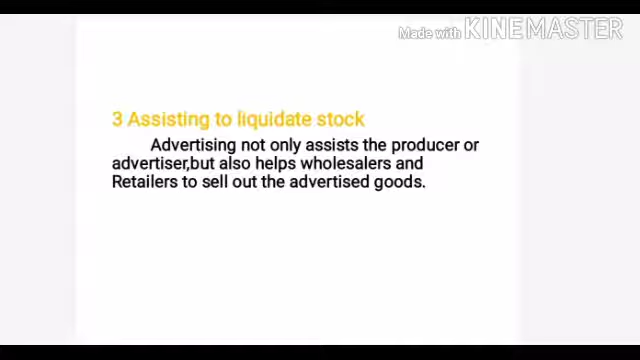 Made with KINEMASTER
3 Assisting to liquidate stock
Advertising not only assists the producer or
advertiser,but also helps wholesalers and
Retailers to sell out the advertised goods.